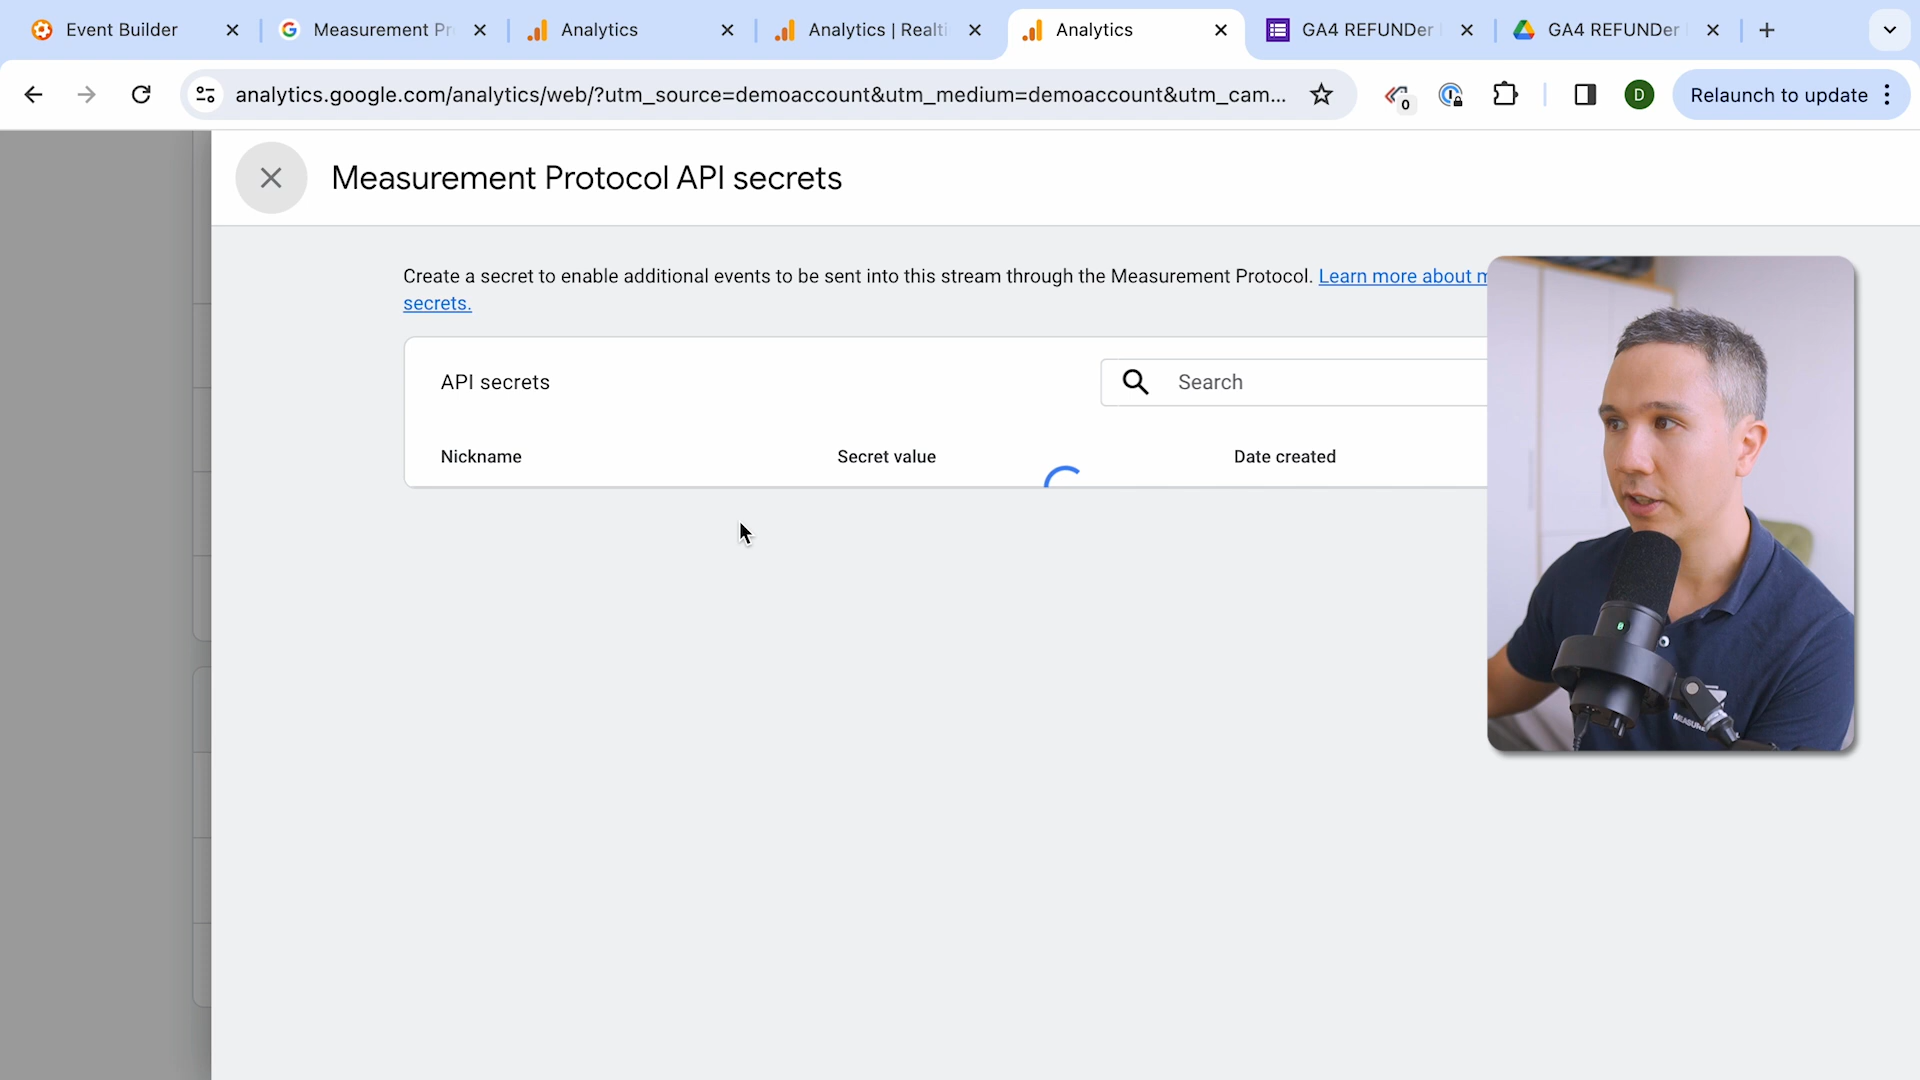 Event Builder
Measurement Pr
Analytics
Analytics | Realti
Analytics
GA4 REFUNDer
GA4 REFUNDer
analytics.google.com/analytics/web/?utm_source=demoaccount&utm_medium=demoaccount&utm_cam...
0
D
Relaunch to update
Measurement Protocol API secrets
Create a secret to enable additional events to be sent into this stream through the Measurement Protocol. Learn more about m
secrets.
API secrets
Search
Nickname
Secret value
Date created
MEASUR